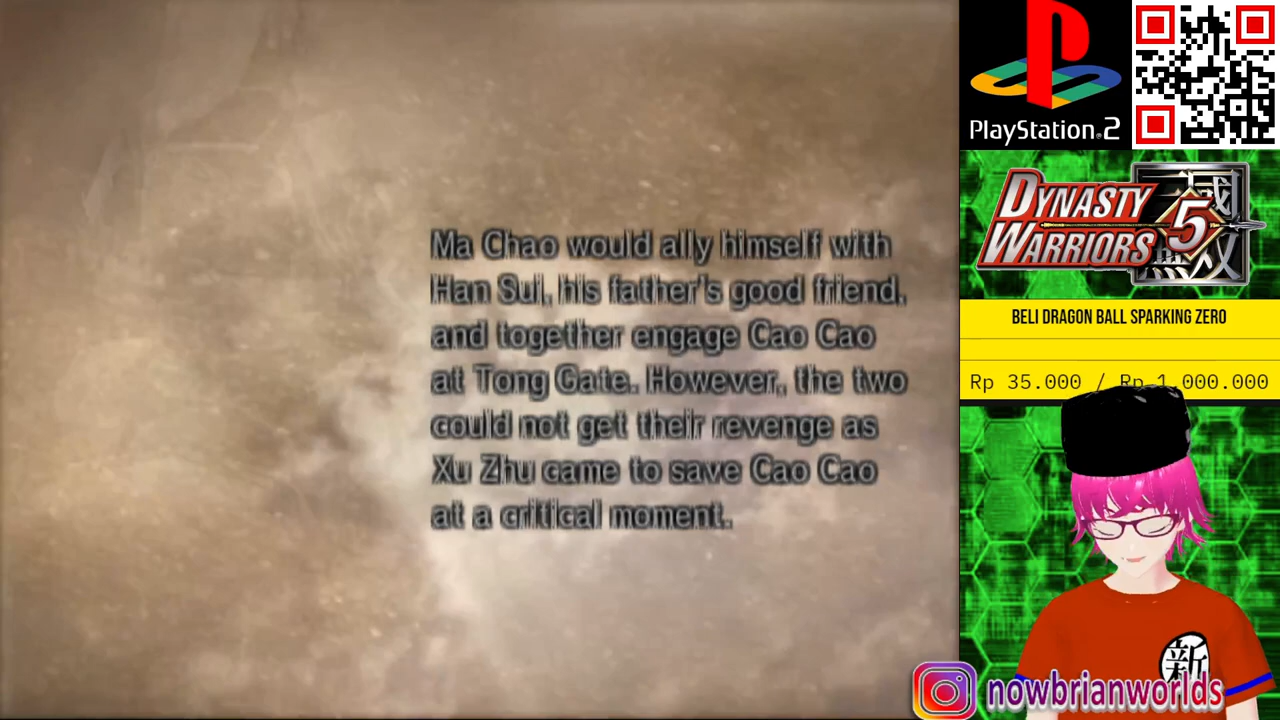 Ma Chao would ally himself with
Han Sui, his father's good friend,
and together engage Cao Cao
at Tong Gate. However, the two
could not get their revenge as
Xu Zhu came to save Cao Cao
at a critical moment.
PlayStation®2
DYNASTY
WARRIORS 5
BELI DRAGON BALL SPARKING ZERO
Rp 35.000 / Rp 1.000.000
新
nowbrianworlds